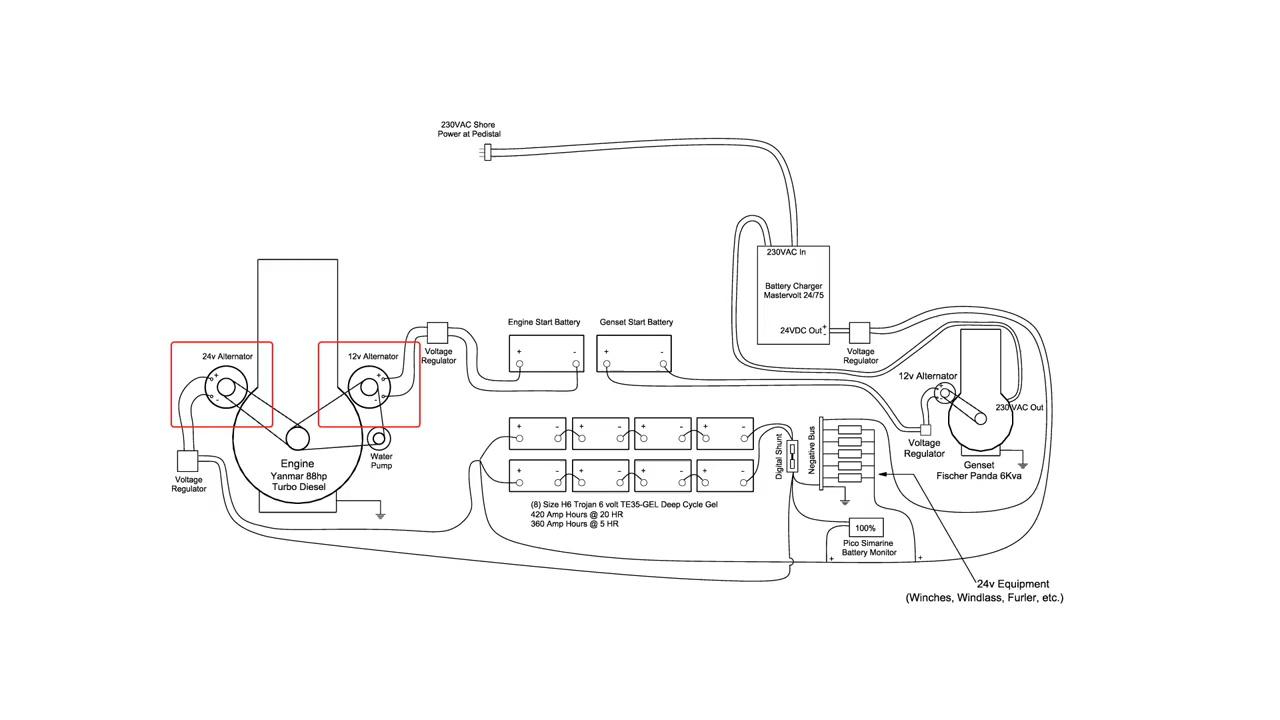 230VAC Shore
Power at Pedistal
230VAC In
Battery Charger
Mastervolt 24/75
24VDC Out
+
-
Engine Start Battery
Genset Start Battery
+
-
+
-
Voltage
Regulator
Voltage
Regulator
24v Alternator
+
-
12v Alternator
+
-
12v Alternator
+
-
230 VAC Out
Voltage
Regulator
Genset
Fischer Panda 6Kva
Water
Pump
Engine
Yanmar 88hp
Turbo Diesel
Voltage
Regulator
+ - + - + - + -
+ - + - + - + -
Digital Shunt
Negative Bus
(8) Size H6 Trojan 6 volt TE35-GEL Deep Cycle Gel
420 Amp Hours @ 20 HR
360 Amp Hours @ 5 HR
100%
Pico Simarine
Battery Monitor
+
+
24v Equipment
(Winches, Windlass, Furler, etc.)